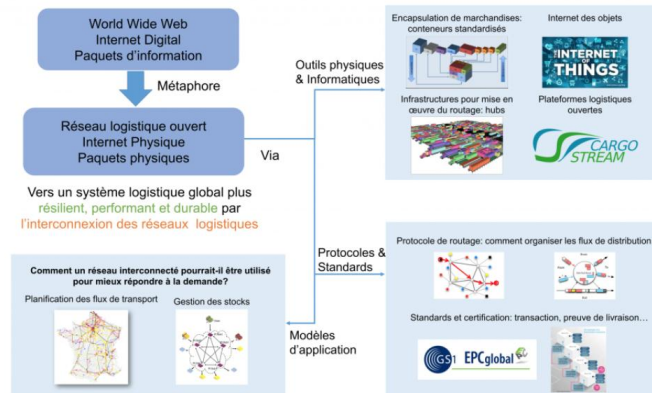 World Wide Web
Internet Digital
Paquets d'information
Métaphore
Réseau logistique ouvert
Internet Physique
Paquets physiques
Via
Vers un système logistique global plus
résilient, performant et durable par
l'interconnexion des réseaux logistiques
Outils physiques
& Informatiques
Encapsulation de marchandises:
conteneurs standardisés
Internet des objets
INTERNET
OF
THINGS
Infrastructures pour mise en
œuvre du routage: hubs
Plateformes logistiques
ouvertes
CARGO
STREAM
Protocoles &
Standards
Protocole de routage: comment organiser les flux de distribution
Standards et certification: transaction, preuve de livraison…
GS1
EPCglobal
Modèles
d'application
Comment un réseau interconnecté pourrait-il être utilisé
pour mieux répondre à la demande?
Planification des flux de transport
Gestion des stocks